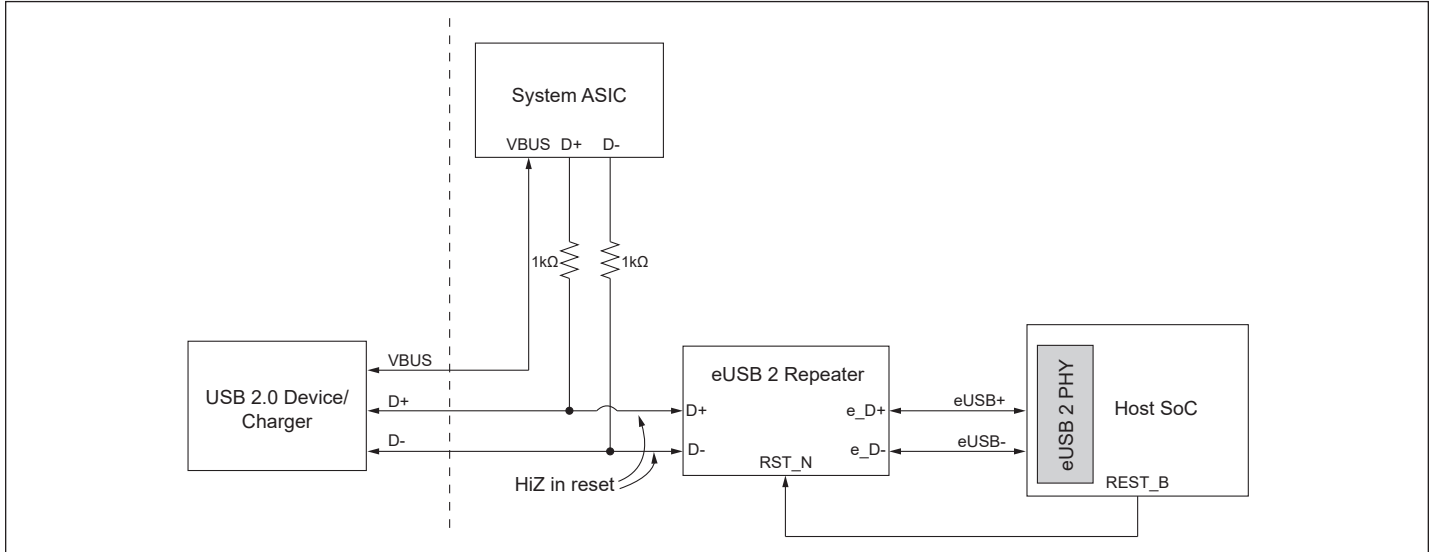 System ASIC
VBUS D+ D-
1kΩ 1kΩ
VBUS
USB 2.0 Device/
Charger
D+
D-
eUSB 2 Repeater
D+ e_D+
D- e_D-
RST_N
HiZ in reset
eUSB+
eUSB-
eUSB 2 PHY
Host SoC
REST_B